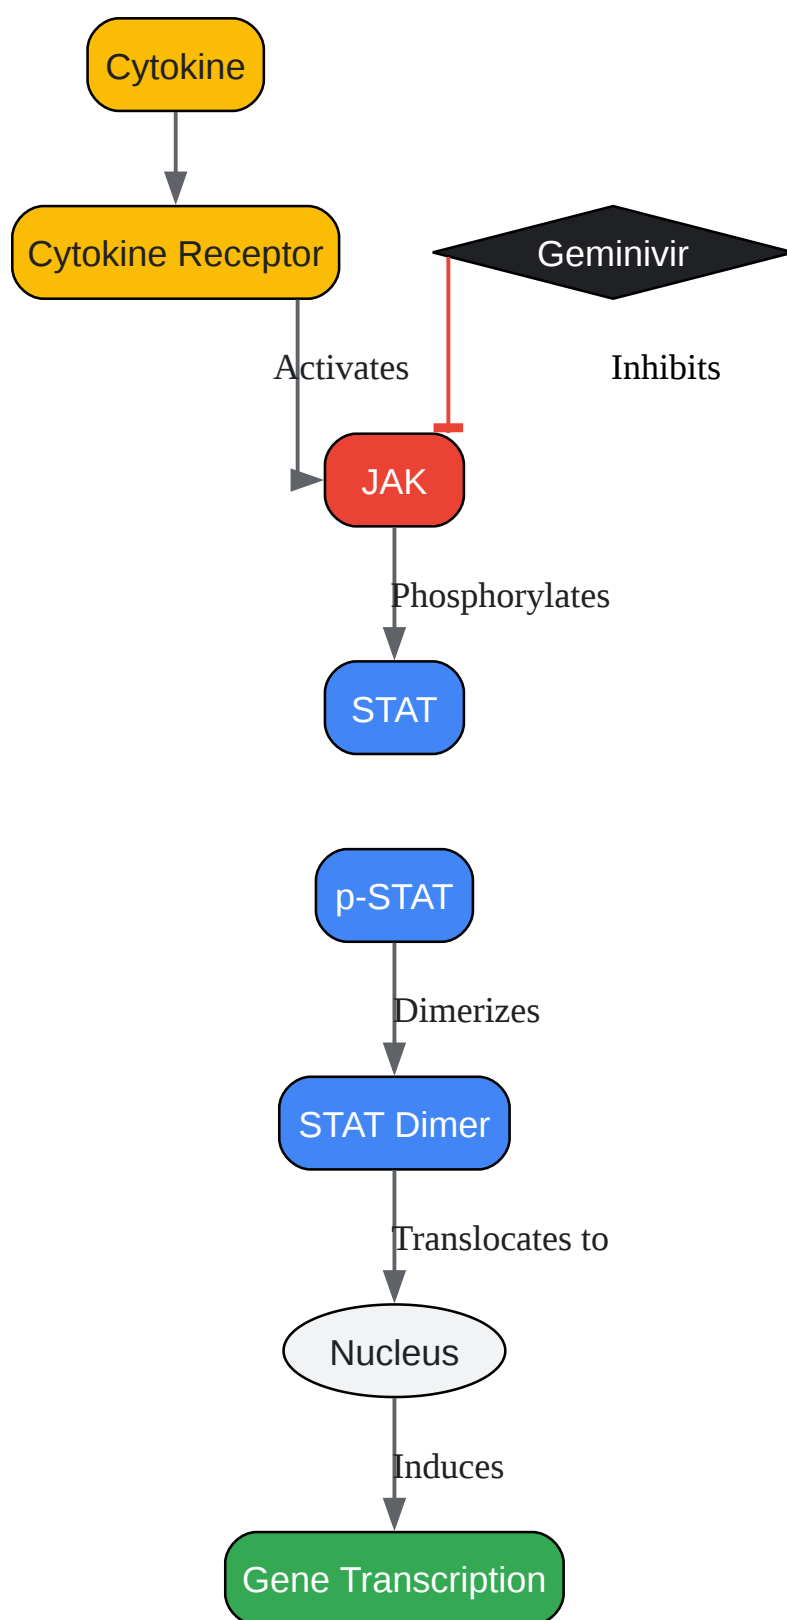 Cytokine
Cytokine Receptor
Geminivir
Activates
Inhibits
JAK
Phosphorylates
STAT
p-STAT
Dimerizes
STAT Dimer
Translocates to
Nucleus
Induces
Gene Transcription